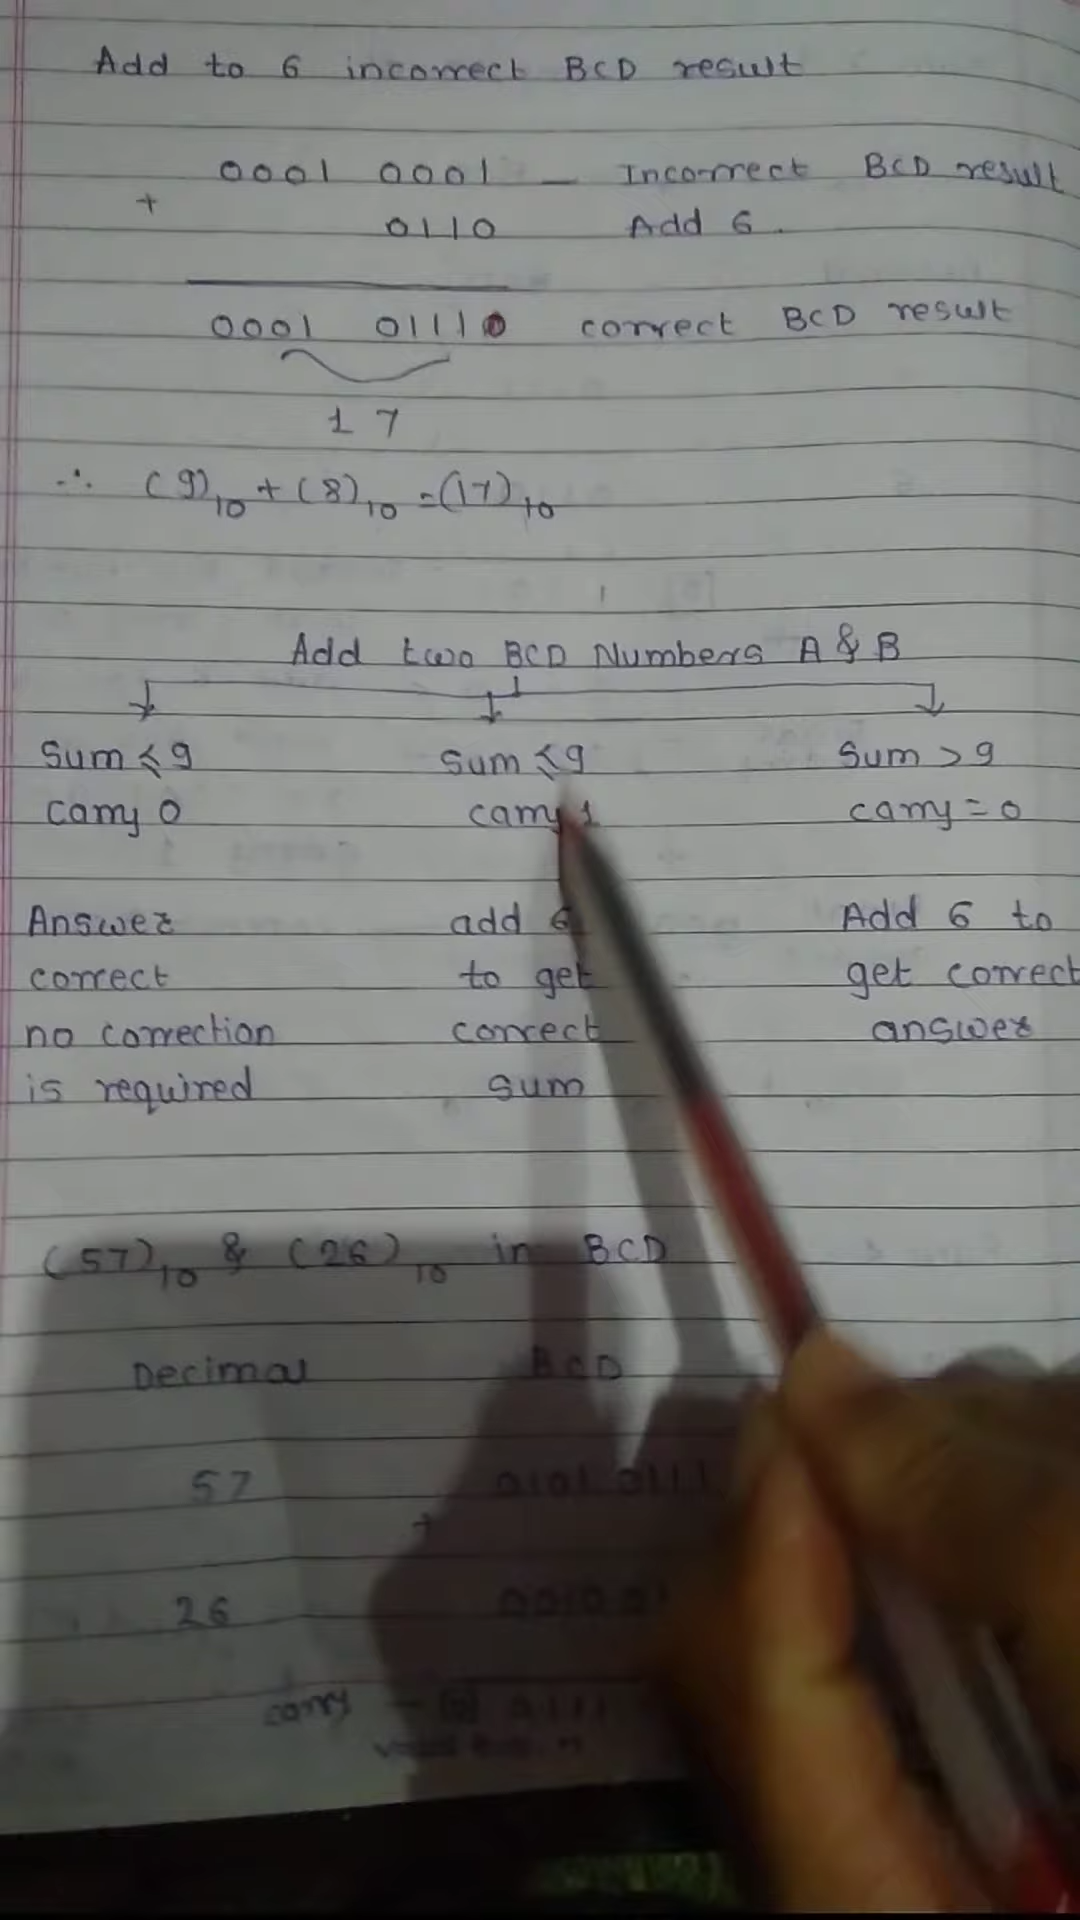 Add to 6 incorrect BCD result
0001 0001 — Incorrect BCD result
+
0110 Add 6.
0001 01110 correct BCD result
1 7
∴ (9)10 + (8)10 = (17)10
Add two BCD Numbers A & B
Sum ≤ 9 Sum ≤ 9 Sum > 9
carry 0 carry 1 carry = 0
Answer add 6 Add 6 to
correct to get get correct
no correction correct answer
is required sum
(57)10 & (26)10 in BCD
Decimal BCD
57 0101 0111
+
26 0010
carry 0111